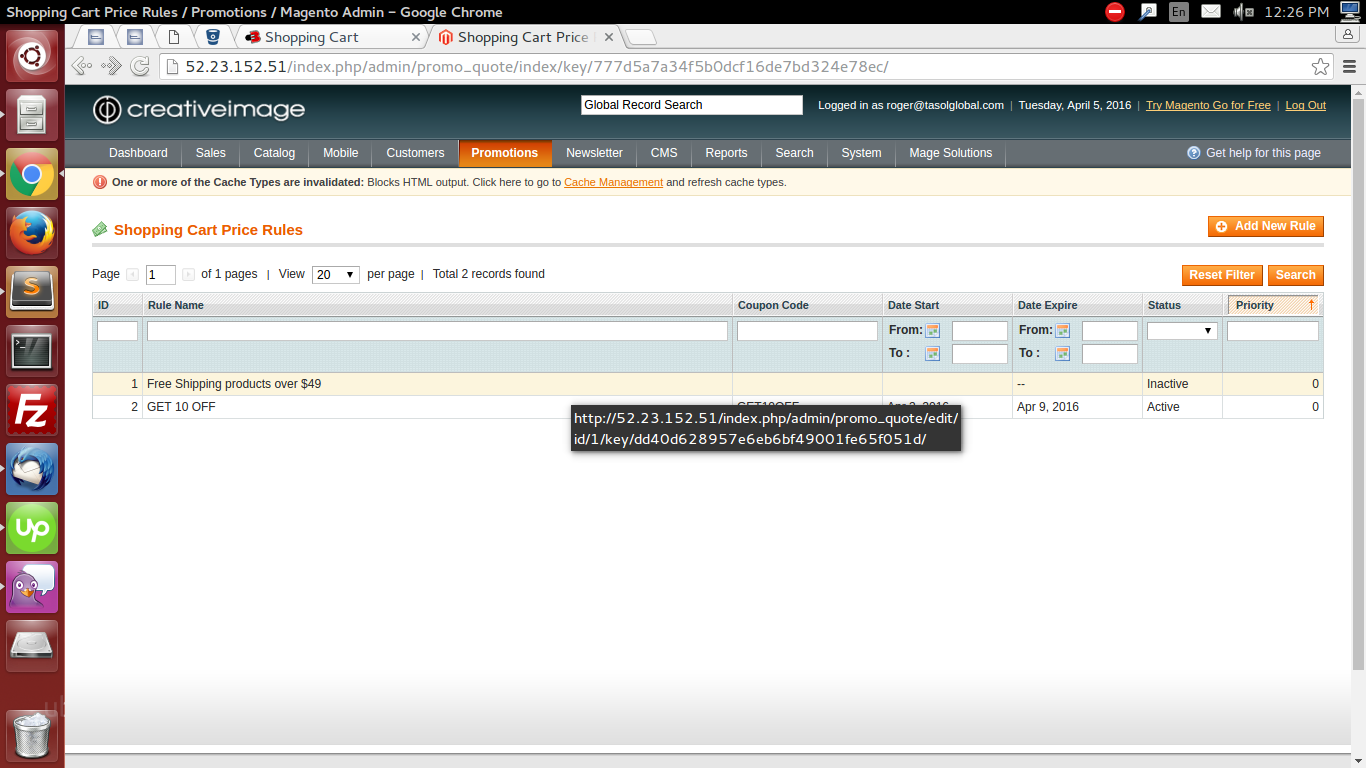 Shopping Cart Price Rules / Promotions / Magento Admin – Google Chrome
En
12:26 PM
Shopping Cart
Shopping Cart Price
52.23.152.51/index.php/admin/promo_quote/index/key/777d5a7a34f5b0dcf16de7bd324e78ec/
creativeimage
Global Record Search
Logged in as roger@tasolglobal.com | Tuesday, April 5, 2016 | Try Magento Go for Free | Log Out
Dashboard Sales Catalog Mobile Customers Promotions Newsletter CMS Reports Search System Mage Solutions Get help for this page
One or more of the Cache Types are invalidated: Blocks HTML output. Click here to go to Cache Management and refresh cache types.
Shopping Cart Price Rules
Add New Rule
Page 1 of 1 pages | View 20 per page | Total 2 records found
Reset Filter Search
ID Rule Name Coupon Code Date Start Date Expire Status Priority
From: From:
To : To :
1 Free Shipping products over $49 -- Inactive 0
2 GET 10 OFF Apr 9, 2016 Active 0
http://52.23.152.51/index.php/admin/promo_quote/edit/
id/1/key/dd40d628957e6eb6bf49001fe65f051d/
S
Fz
Up